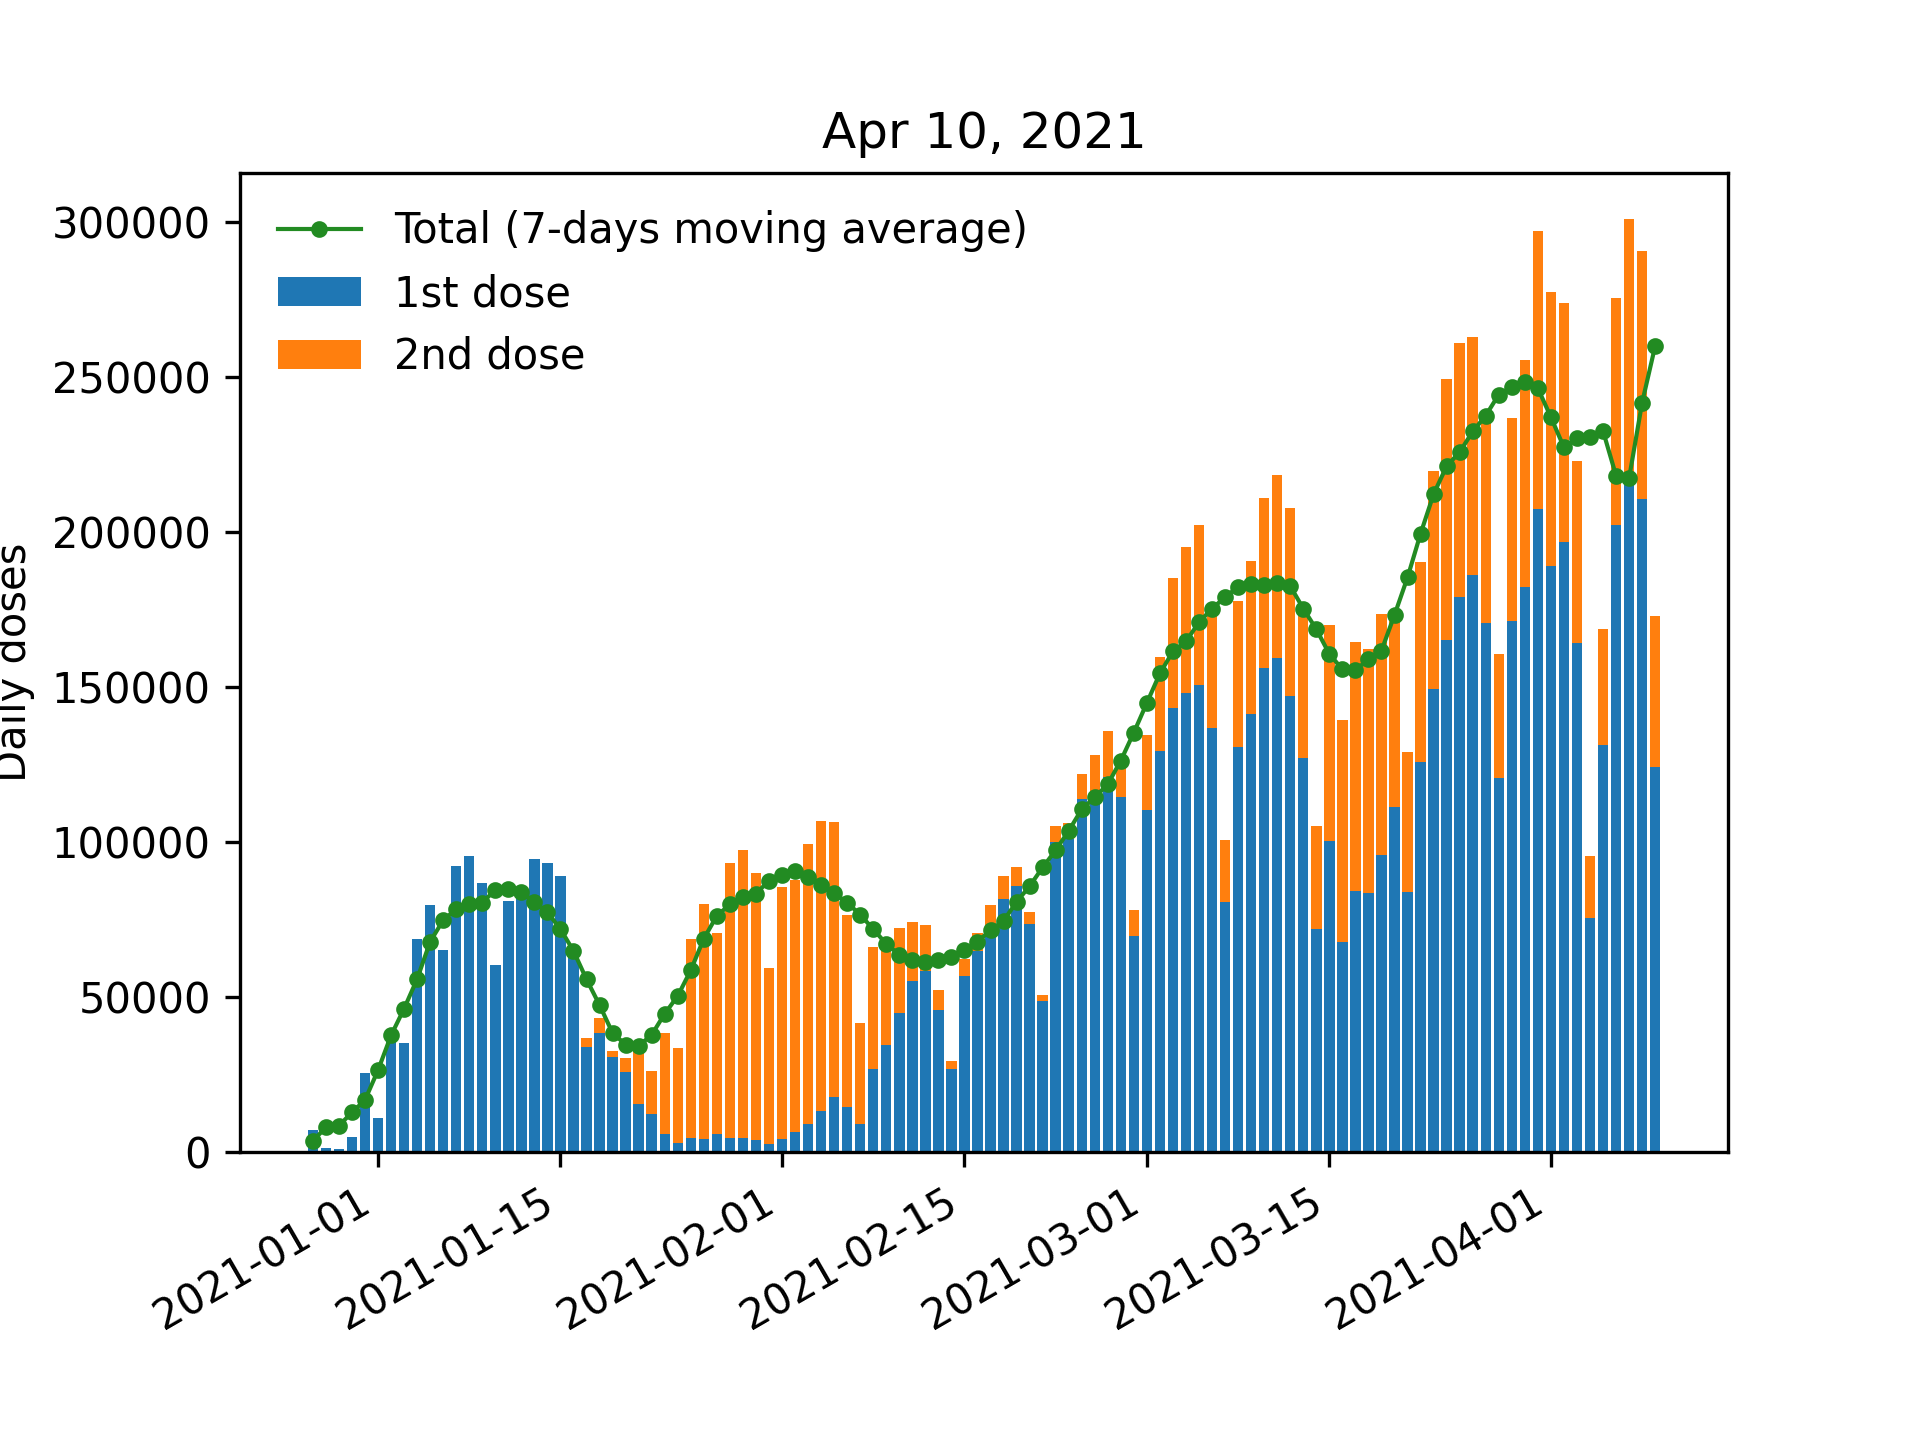 Apr 10, 2021
Total (7-days moving average)
1st dose
2nd dose
300000
250000
200000
150000
100000
50000
0
Daily doses
2021-01-01
2021-01-15
2021-02-01
2021-02-15
2021-03-01
2021-03-15
2021-04-01